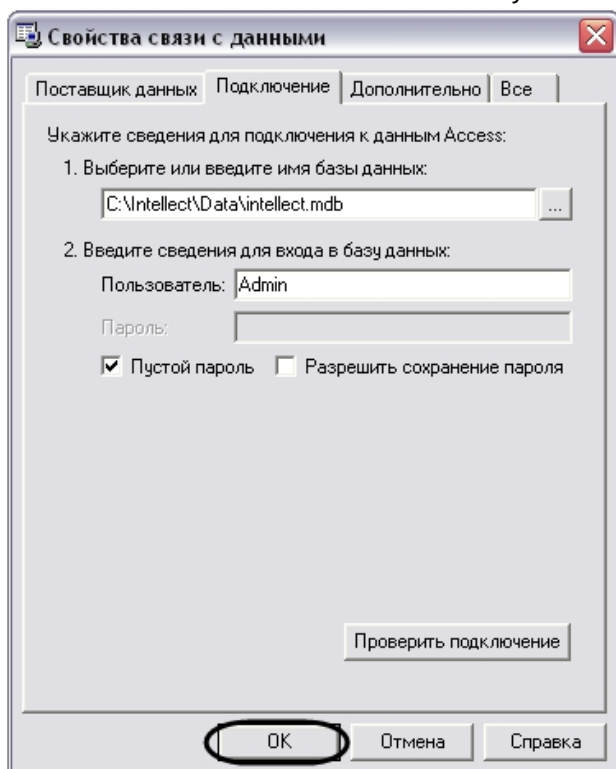 Свойства связи с данными
Поставщик данных Подключение Дополнительно Все
Укажите сведения для подключения к данным Access:
1. Выберите или введите имя базы данных:
C:\Intellect\Data\intellect.mdb ...
2. Введите сведения для входа в базу данных:
Пользователь: Admin
Пароль:
Пустой пароль Разрешить сохранение пароля
Проверить подключение
OK Отмена Справка